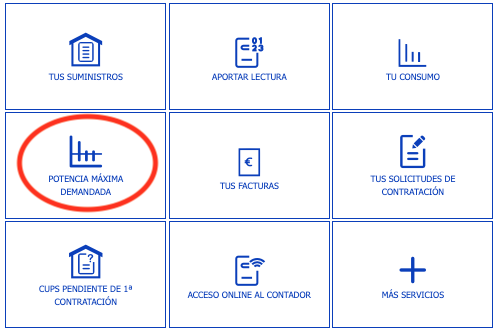 TUS SUMINISTROS
01
23
APORTAR LECTURA
TU CONSUMO
POTENCIA MÁXIMA
DEMANDADA
€
TUS FACTURAS
TUS SOLICITUDES DE
CONTRATACIÓN
?
CUPS PENDIENTE DE 1ª
CONTRATACIÓN
ACCESO ONLINE AL CONTADOR
MÁS SERVICIOS